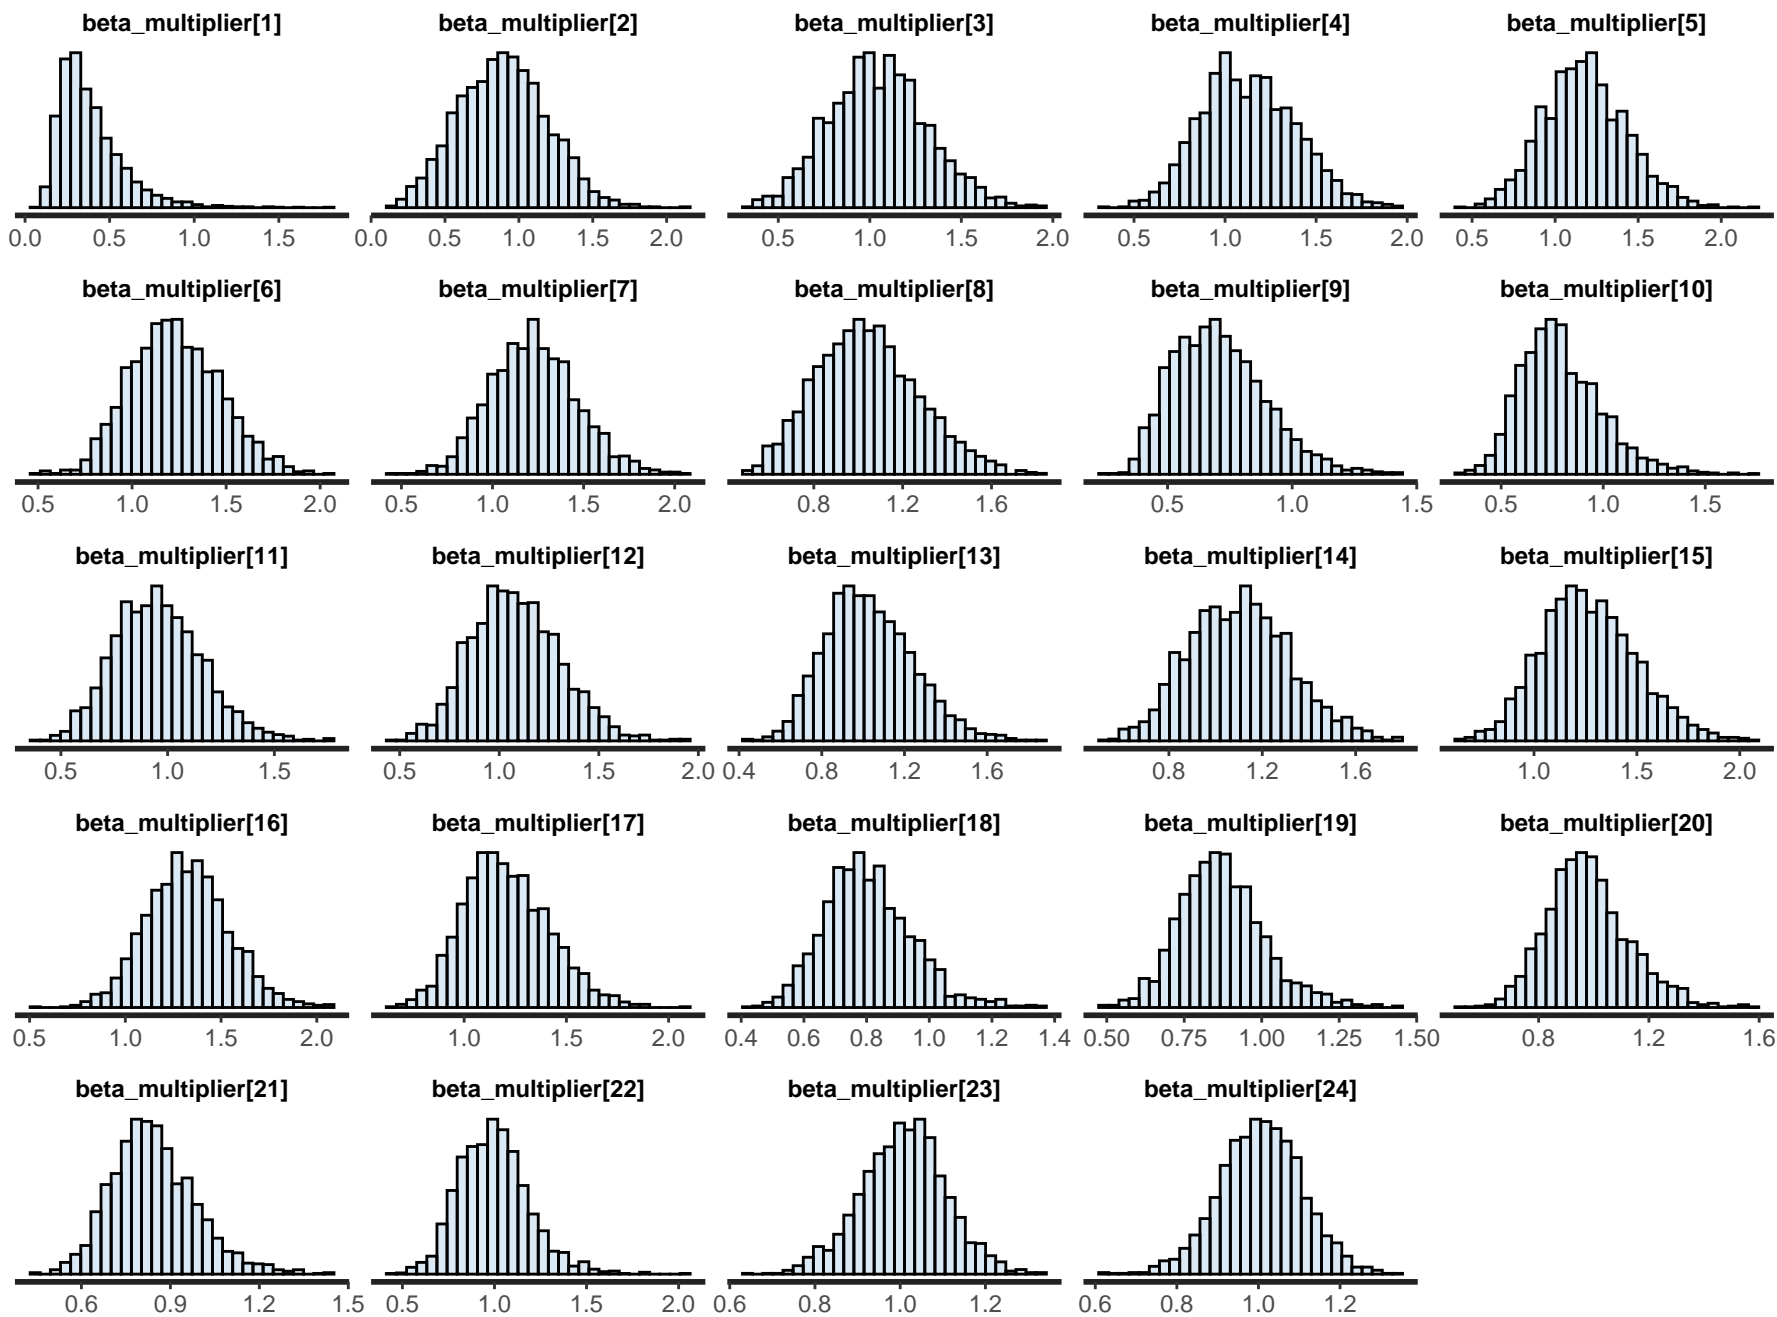 beta_multiplier[1] beta_multiplier[2] beta_multiplier[3] beta_multiplier[4] beta_multiplier[5]
0.0 0.5 1.0 1.5 0.0 0.5 1.0 1.5 2.0 0.5 1.0 1.5 2.0 0.5 1.0 1.5 2.0 0.5 1.0 1.5 2.0
beta_multiplier[6] beta_multiplier[7] beta_multiplier[8] beta_multiplier[9] beta_multiplier[10]
0.5 1.0 1.5 2.0 0.5 1.0 1.5 2.0 0.8 1.2 1.6 0.5 1.0 1.5 0.5 1.0 1.5
beta_multiplier[11] beta_multiplier[12] beta_multiplier[13] beta_multiplier[14] beta_multiplier[15]
0.5 1.0 1.5 0.5 1.0 1.5 2.0 0.4 0.8 1.2 1.6 0.8 1.2 1.6 1.0 1.5 2.0
beta_multiplier[16] beta_multiplier[17] beta_multiplier[18] beta_multiplier[19] beta_multiplier[20]
0.5 1.0 1.5 2.0 1.0 1.5 2.0 0.4 0.6 0.8 1.0 1.2 1.4 0.50 0.75 1.00 1.25 1.50 0.8 1.2 1.6
beta_multiplier[21] beta_multiplier[22] beta_multiplier[23] beta_multiplier[24]
0.6 0.9 1.2 1.5 0.5 1.0 1.5 2.0 0.6 0.8 1.0 1.2 0.6 0.8 1.0 1.2